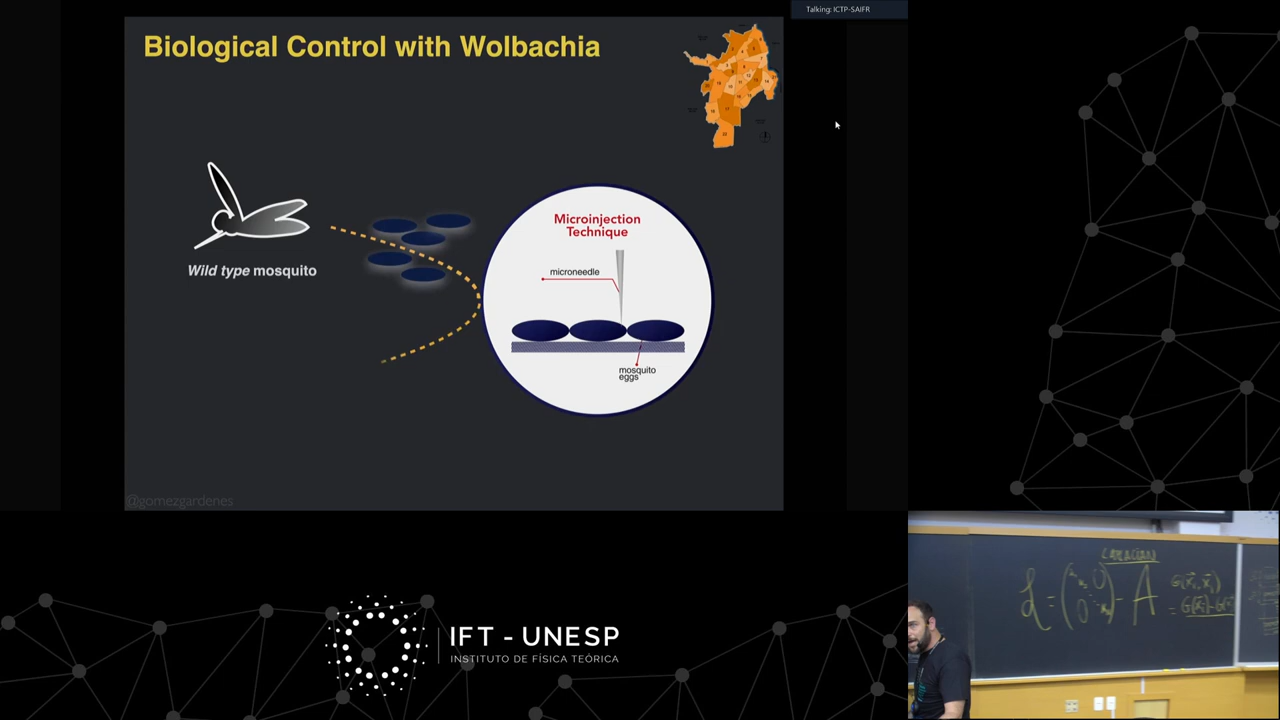 Talking: ICTP-SAIFR
Biological Control with Wolbachia
Microinjection
Technique
microneedle
Wild type mosquito
mosquito
eggs
@gomezgardenes
IFT - UNESP
INSTITUTO DE FÍSICA TEÓRICA
LAPLACIAN